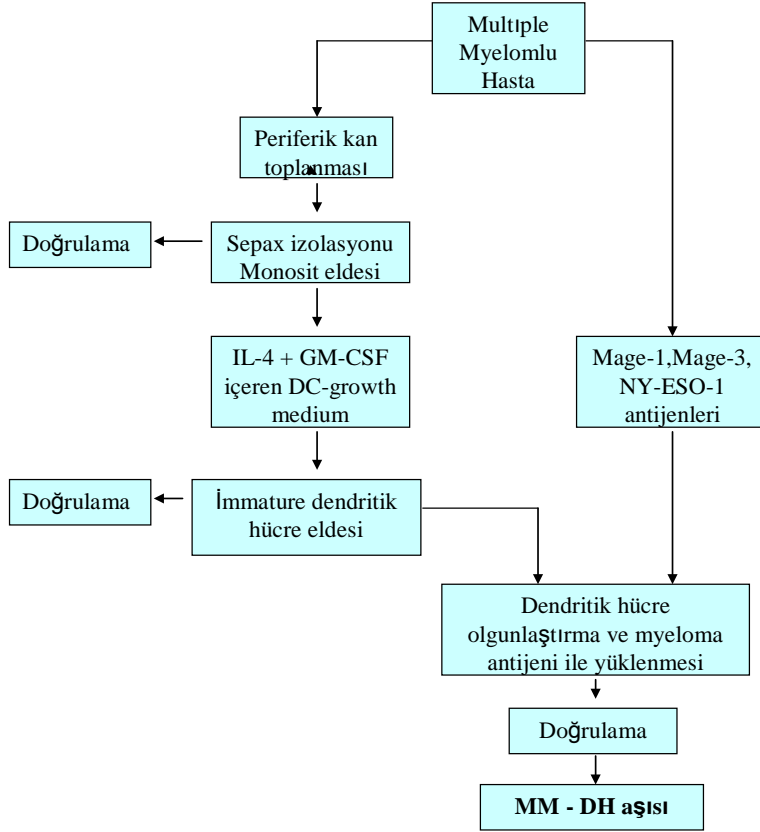 Multıple
Myelomlu
Hasta
Periferik kan
toplanması
Doğrulama
Sepax izolasyonu
Monosit eldesi
IL-4 + GM-CSF
içeren DC-growth
medium
Mage-1,Mage-3,
NY-ESO-1
antijenleri
Doğrulama
İmmature dendritik
hücre eldesi
Dendritik hücre
olgunlaştırma ve myeloma
antijeni ile yüklenmesi
Doğrulama
MM - DH aşısı